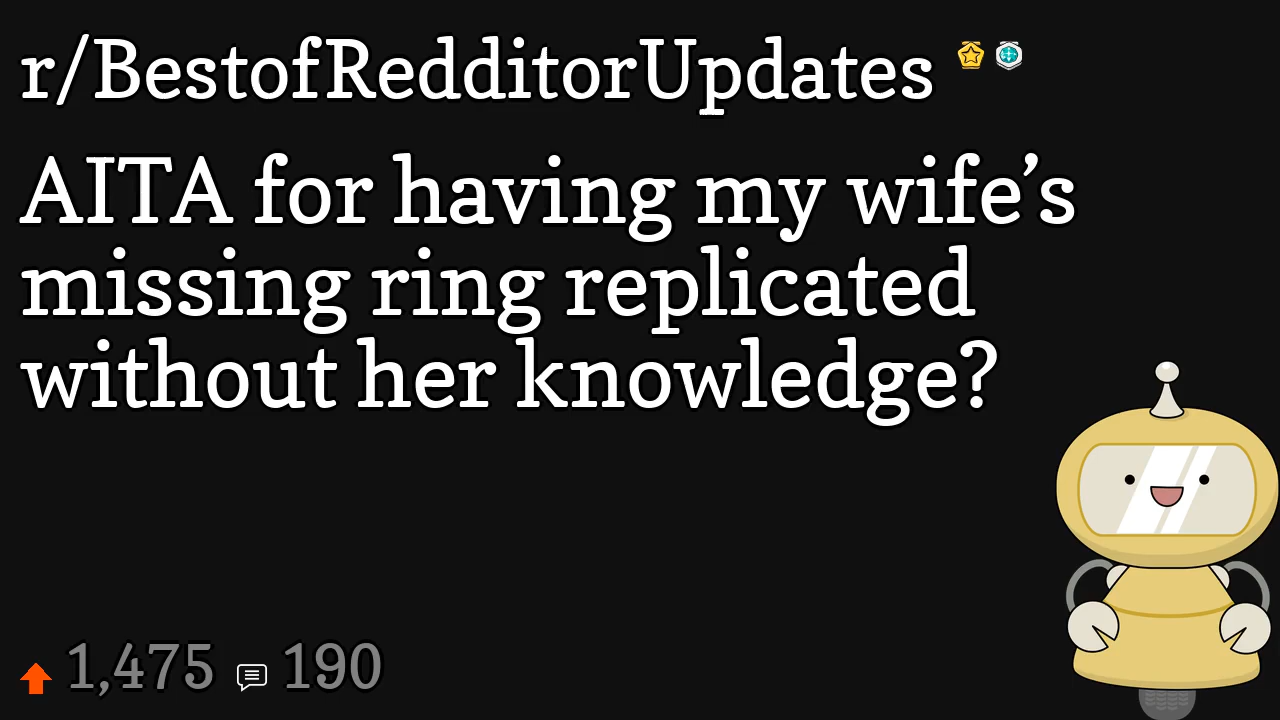 r/BestofRedditorUpdates
AITA for having my wife’s
missing ring replicated
without her knowledge?
1,475 190